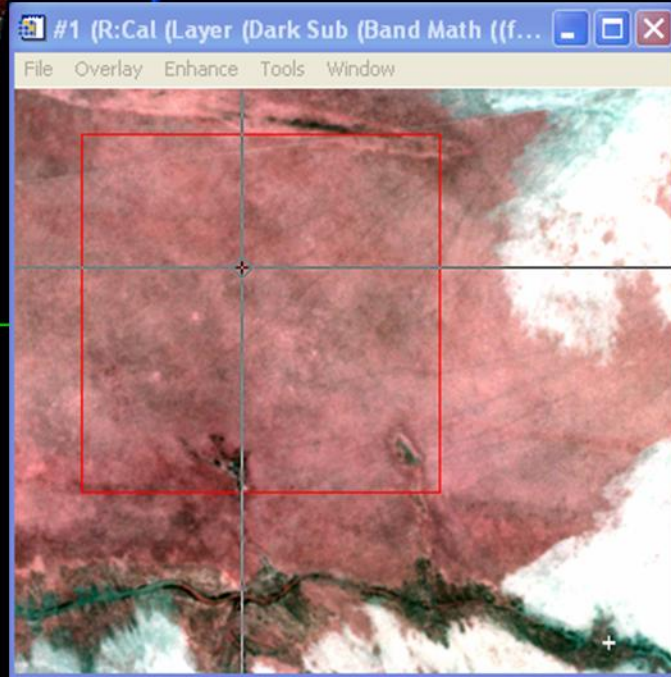 #1 (R:Cal (Layer (Dark Sub (Band Math ((f...
File Overlay Enhance Tools Window